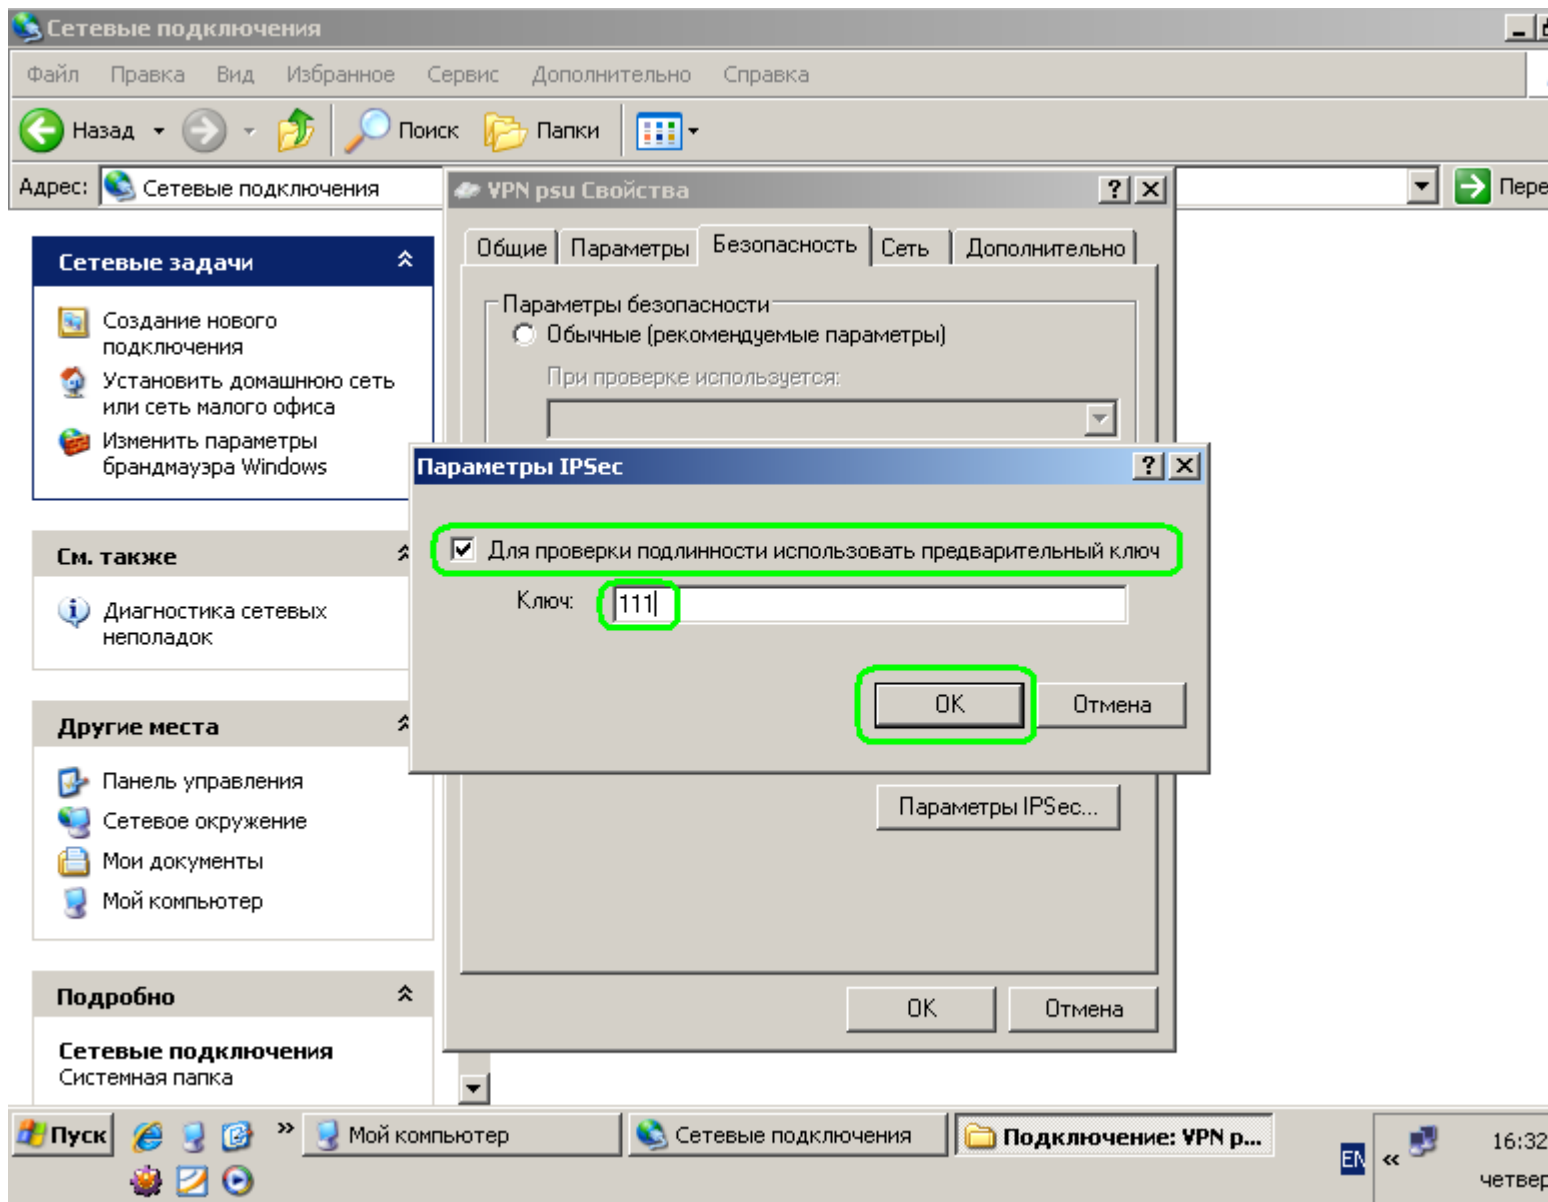 Сетевые подключения
Файл Правка Вид Избранное Сервис Дополнительно Справка
Назад Поиск Папки
Адрес: Сетевые подключения
VPN psu Свойства
Общие Параметры Безопасность Сеть Дополнительно
Параметры безопасности
Обычные (рекомендуемые параметры)
При проверке используется:
Параметры IPSec
Для проверки подлинности использовать предварительный ключ
Ключ: 111
OK Отмена
Параметры IPSec...
OK Отмена
Сетевые задачи
Создание нового
подключения
Установить домашнюю сеть
или сеть малого офиса
Изменить параметры
брандмауэра Windows
См. также
Диагностика сетевых
неполадок
Другие места
Панель управления
Сетевое окружение
Мои документы
Мой компьютер
Подробно
Сетевые подключения
Системная папка
Пуск » Мой компьютер Сетевые подключения Подключение: VPN p... EN « 16:32